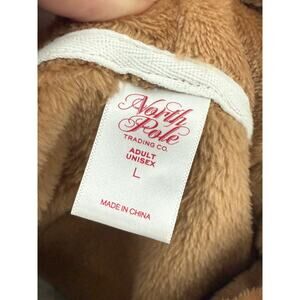 North
Pole
TRADING CO.
ADULT
UNISEX
L
MADE IN CHINA